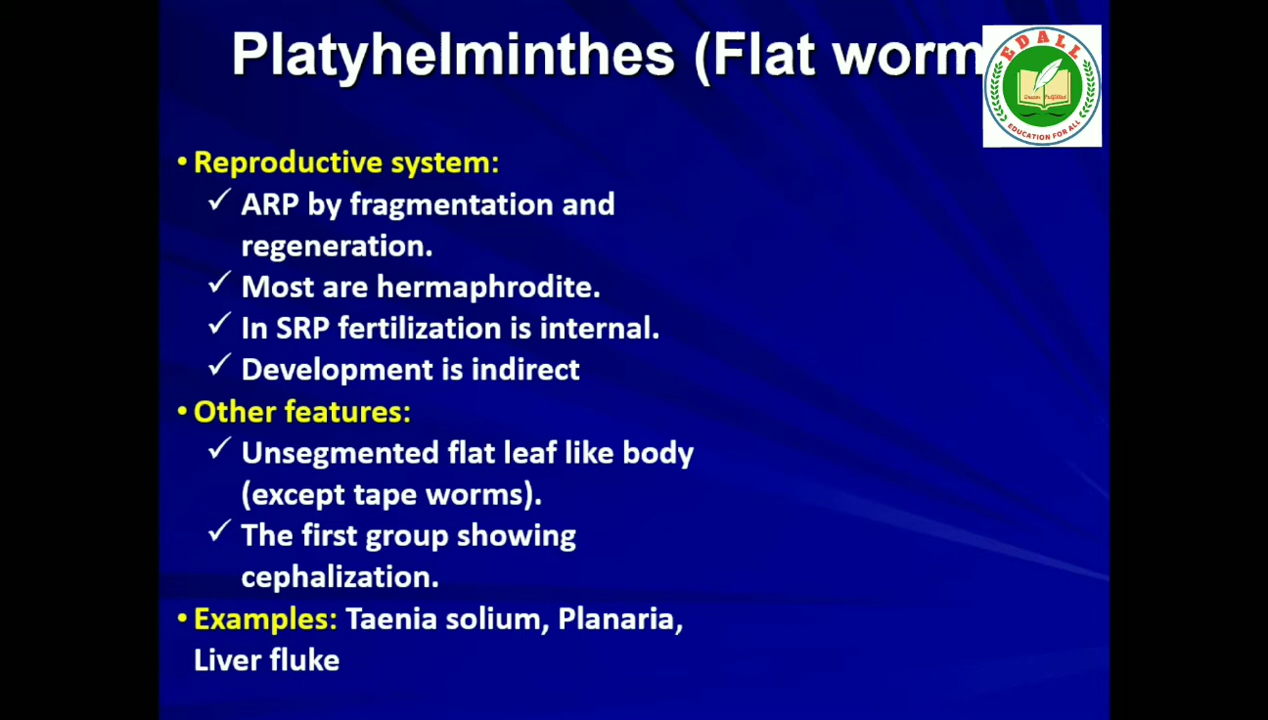 Platyhelminthes (Flat worm
EDALL
Dream Fulfilled
EDUCATION FOR ALL
• Reproductive system:
✓ ARP by fragmentation and
regeneration.
✓ Most are hermaphrodite.
✓ In SRP fertilization is internal.
✓ Development is indirect
• Other features:
✓ Unsegmented flat leaf like body
(except tape worms).
✓ The first group showing
cephalization.
• Examples: Taenia solium, Planaria,
Liver fluke